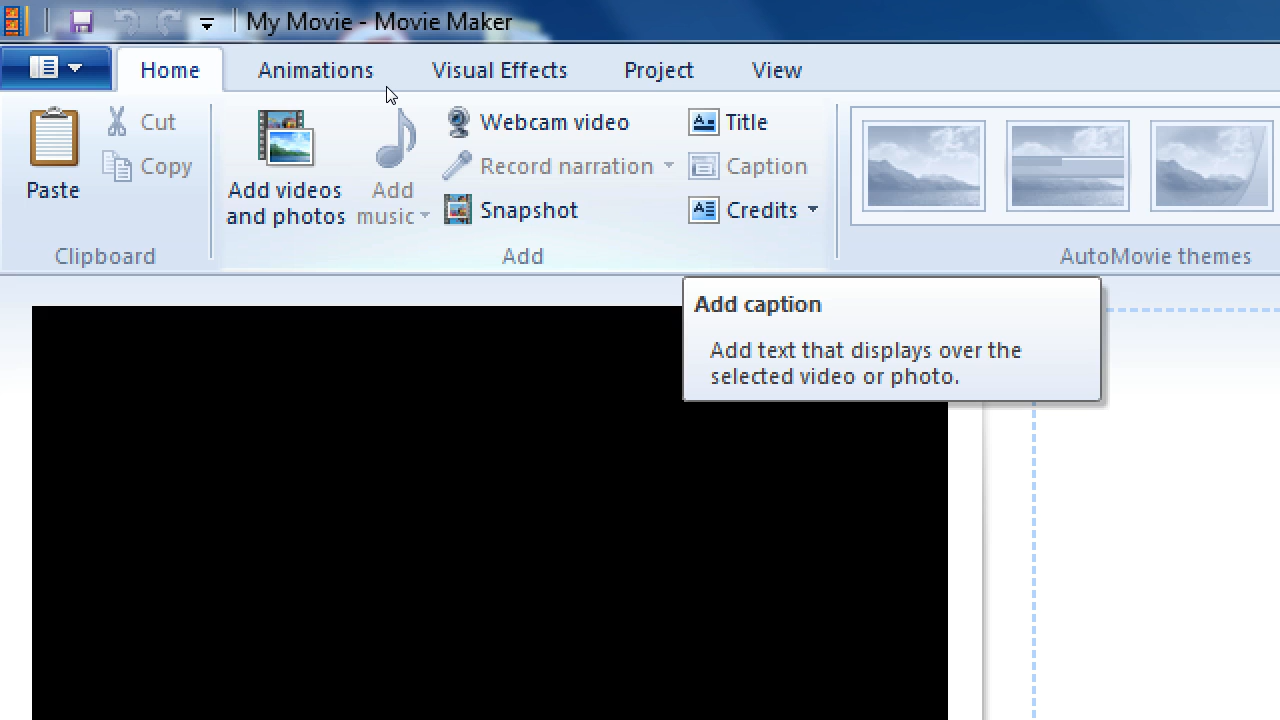 My Movie - Movie Maker
Home Animations Visual Effects Project View
Paste
Cut
Copy
Clipboard
Add videos
and photos
Add
music
Webcam video
Record narration
Snapshot
Title
Caption
Credits
Add
AutoMovie themes
Add caption
Add text that displays over the
selected video or photo.